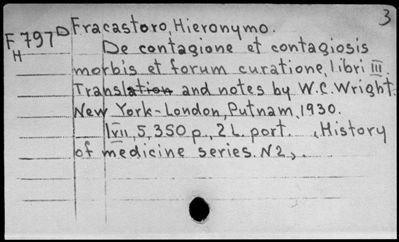 3
F797D Fracastoro, Hieronymo.
H De contagione et contagiosis
morbis et forum curatione, libri III.
Translation and notes by W.C. Wright.
New York-London, Putnam, 1930.
lvii, 5, 350 p., 2 L. port. , History
of medicine series. N2,.